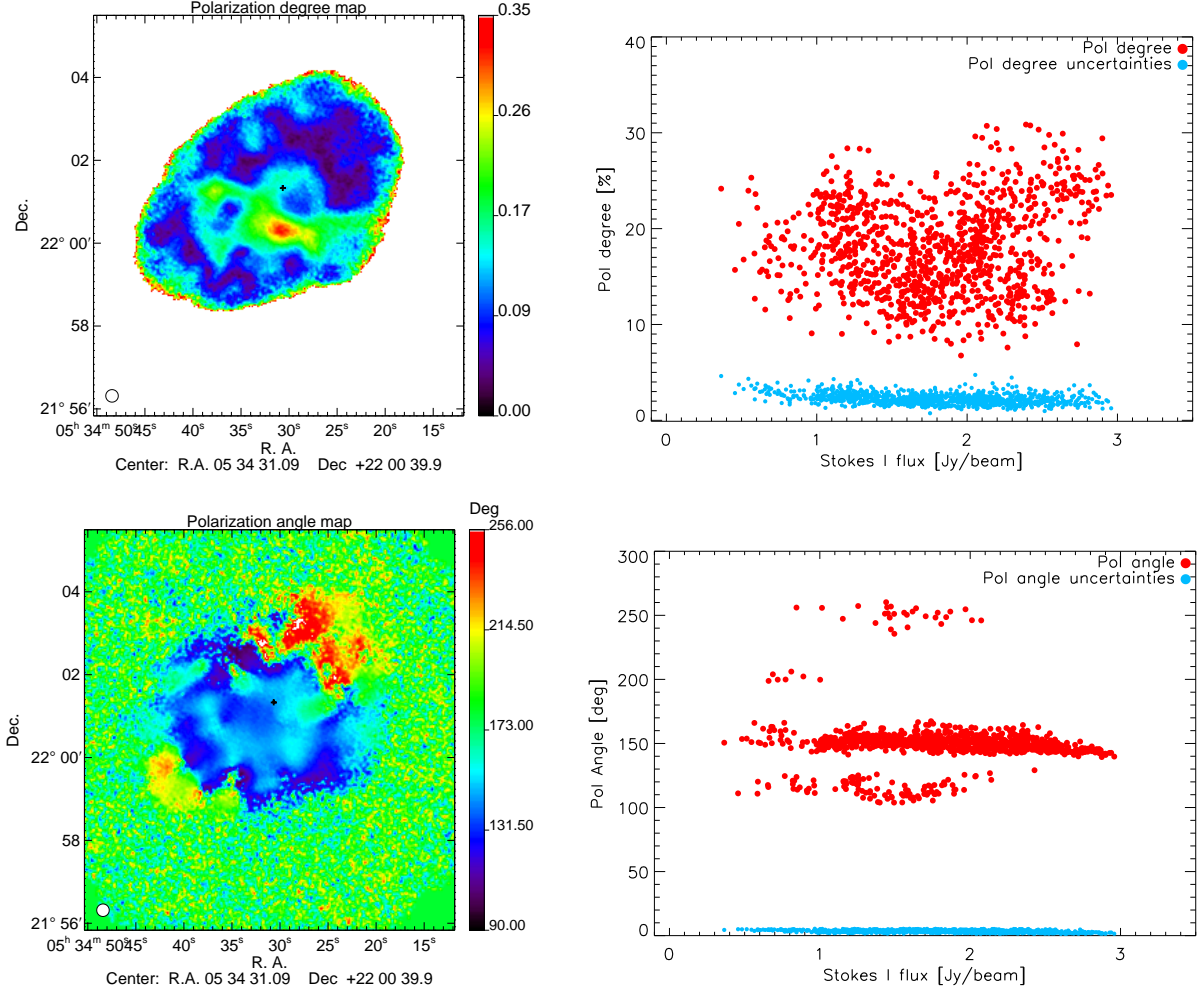 Polarization degree map
0.35
0.26
0.17
0.09
0.00
Dec.
04
02
22° 00′
58
21° 56′
05h 34m 50s 45s 40s 35s 30s 25s 20s 15s
R. A.
Center: R.A. 05 34 31.09 Dec +22 00 39.9
Pol degree
Pol degree uncertainties
Pol degree [%]
40
30
20
10
0
0 1 2 3
Stokes I flux [Jy/beam]
Polarization angle map
Deg
256.00
214.50
173.00
131.50
90.00
Dec.
04
02
22° 00′
58
21° 56′
05h 34m 50s 45s 40s 35s 30s 25s 20s 15s
R. A.
Center: R.A. 05 34 31.09 Dec +22 00 39.9
Pol angle
Pol angle uncertainties
Pol Angle [deg]
300
250
200
150
100
50
0
0 1 2 3
Stokes I flux [Jy/beam]